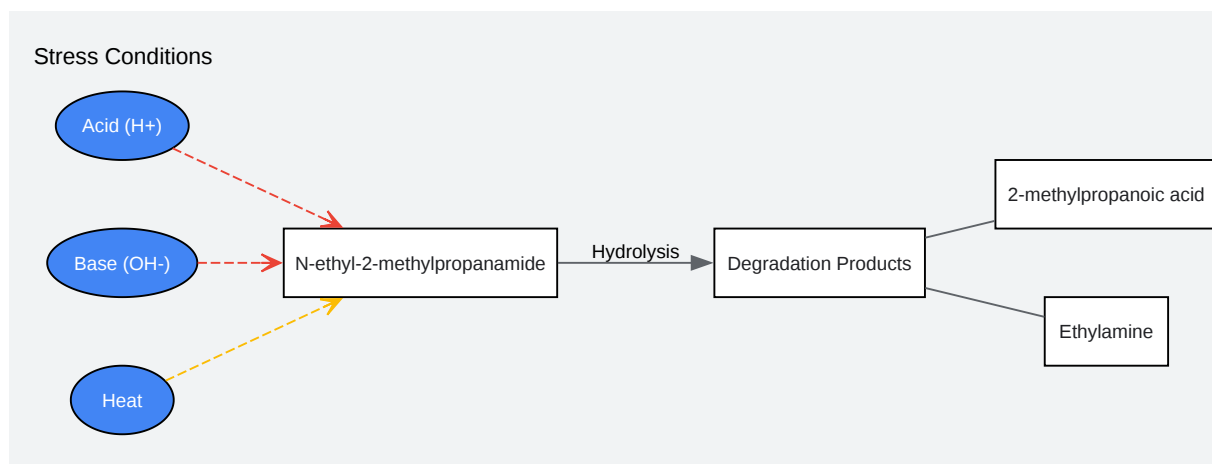 Stress Conditions
Acid (H+)
Base (OH-)
Heat
N-ethyl-2-methylpropanamide
Hydrolysis
Degradation Products
2-methylpropanoic acid
Ethylamine